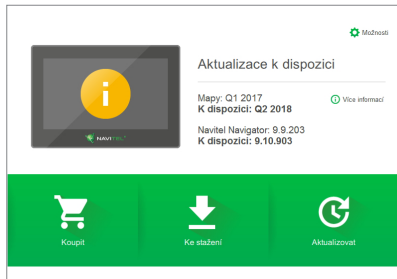 Možnosti
Aktualizace k dispozici
Mapy: Q1 2017
K dispozici: Q2 2018
Více informací
Navitel Navigator: 9.9.203
K dispozici: 9.10.903
NAVITEL
Koupit
Ke stažení
Aktualizovat